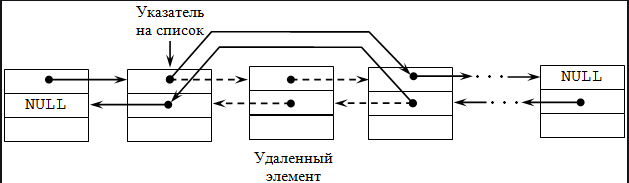 Указатель
на список
NULL
NULL
Удаленный
элемент